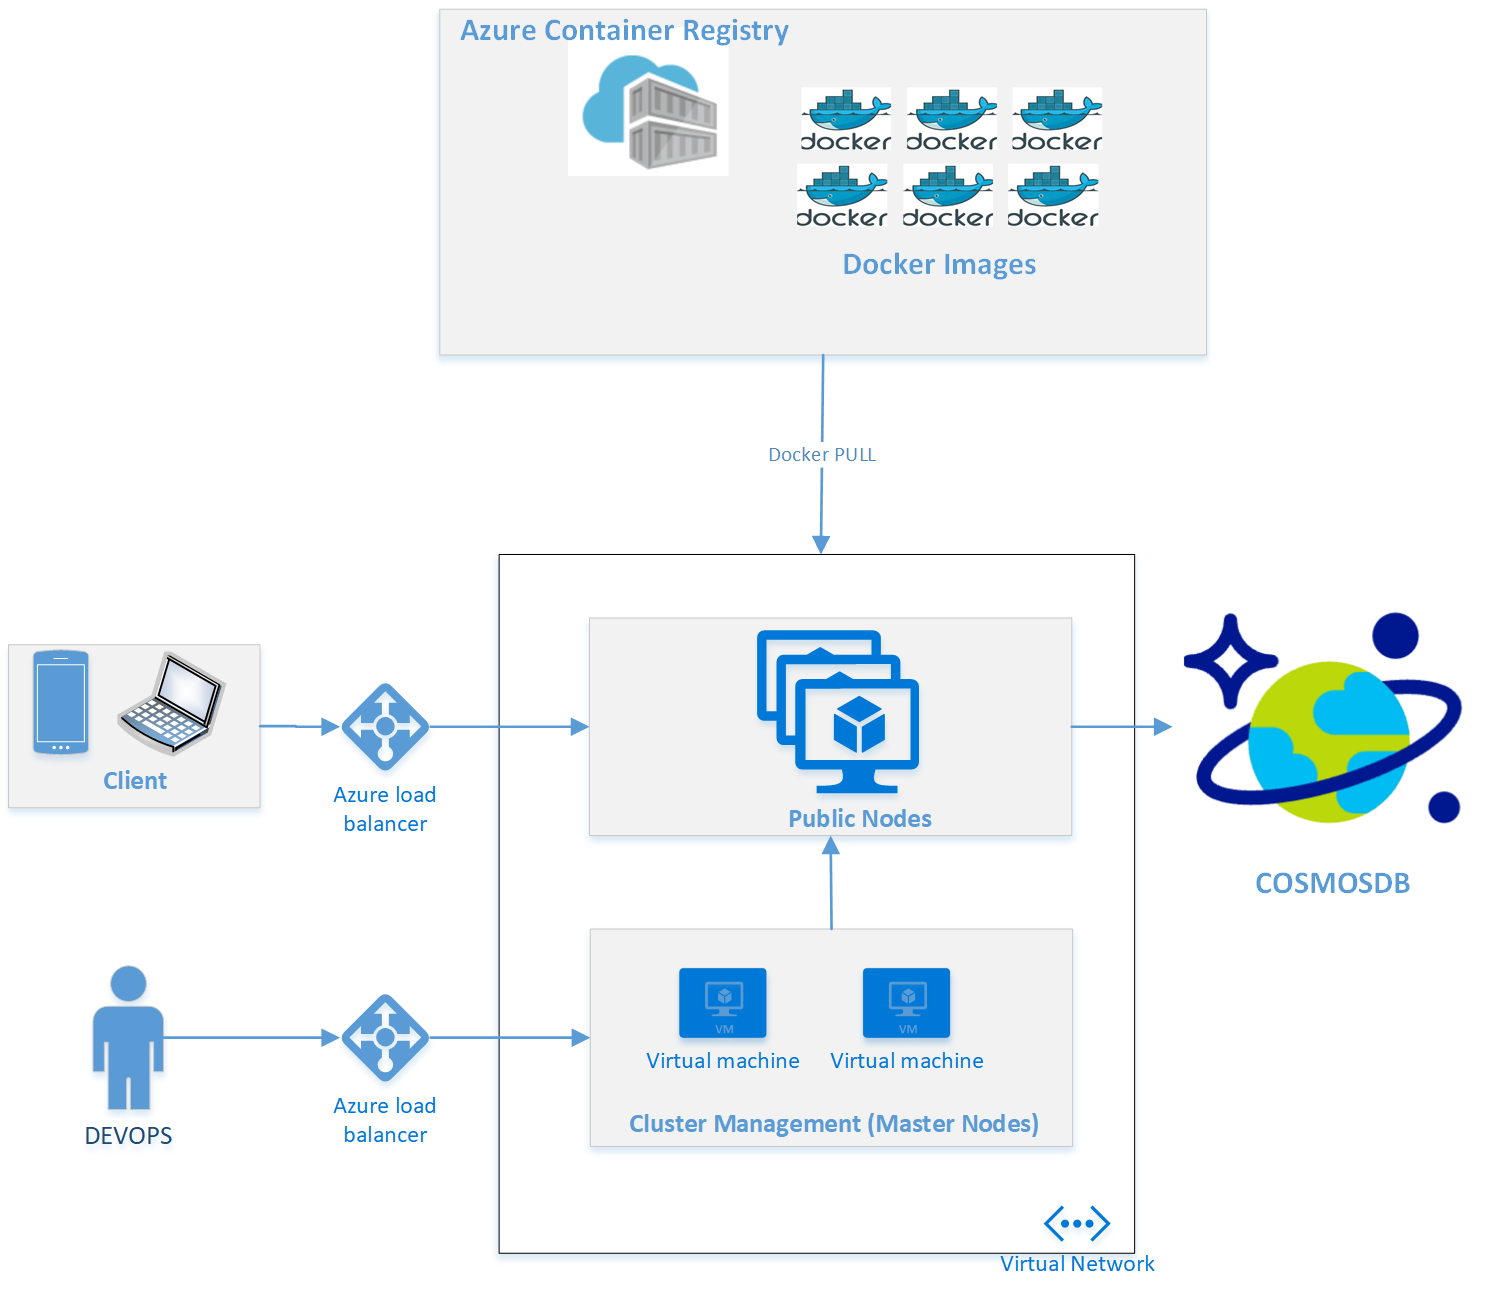 Azure Container Registry
docker docker docker
docker docker docker
Docker Images
Docker PULL
Client
Azure load
balancer
Public Nodes
COSMOSDB
DEVOPS
Azure load
balancer
VM
Virtual machine
VM
Virtual machine
Cluster Management (Master Nodes)
Virtual Network